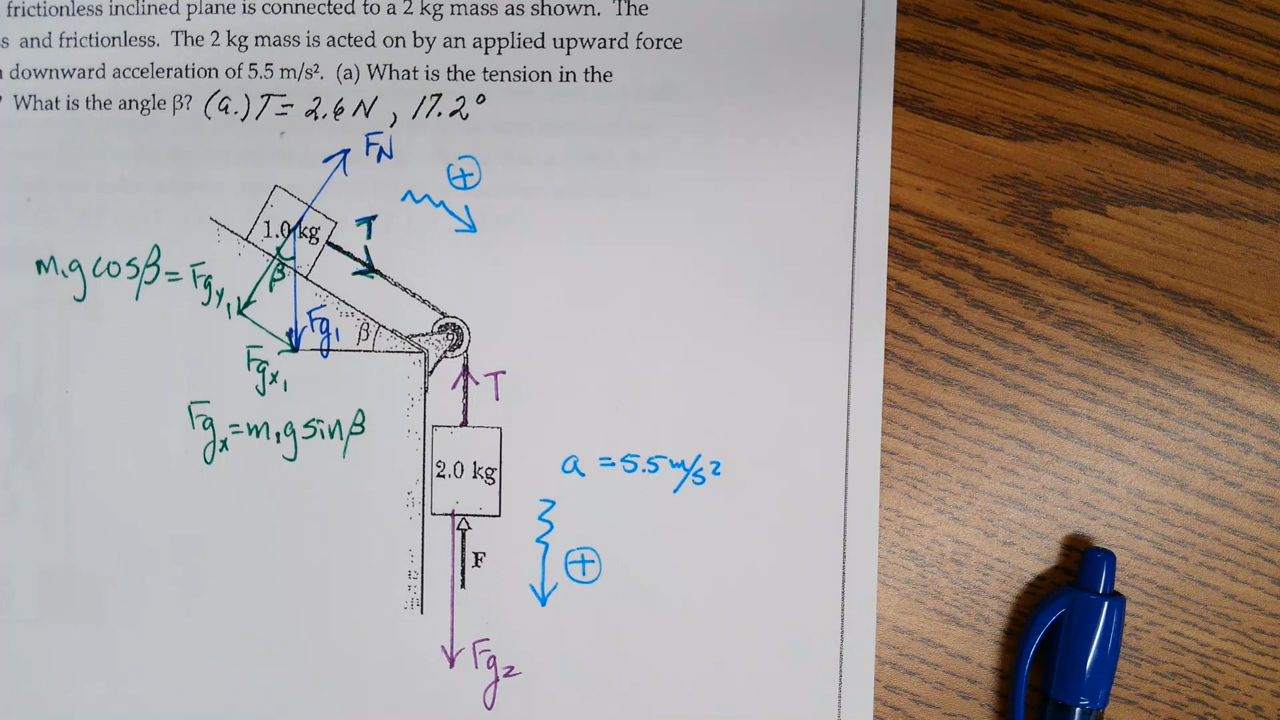 frictionless inclined plane is connected to a 2 kg mass as shown. The
s and frictionless. The 2 kg mass is acted on by an applied upward force
downward acceleration of 5.5 m/s². (a) What is the tension in the
What is the angle β? (a.) T = 2.6 N, 17.2°
FN
+
1.0 kg
T
m₁g cosβ = Fgy₁
β
Fg₁
β
Fgx₁
T
Fgx = m₁g sinβ
2.0 kg
a = 5.5 m/s²
F
+
Fg₂